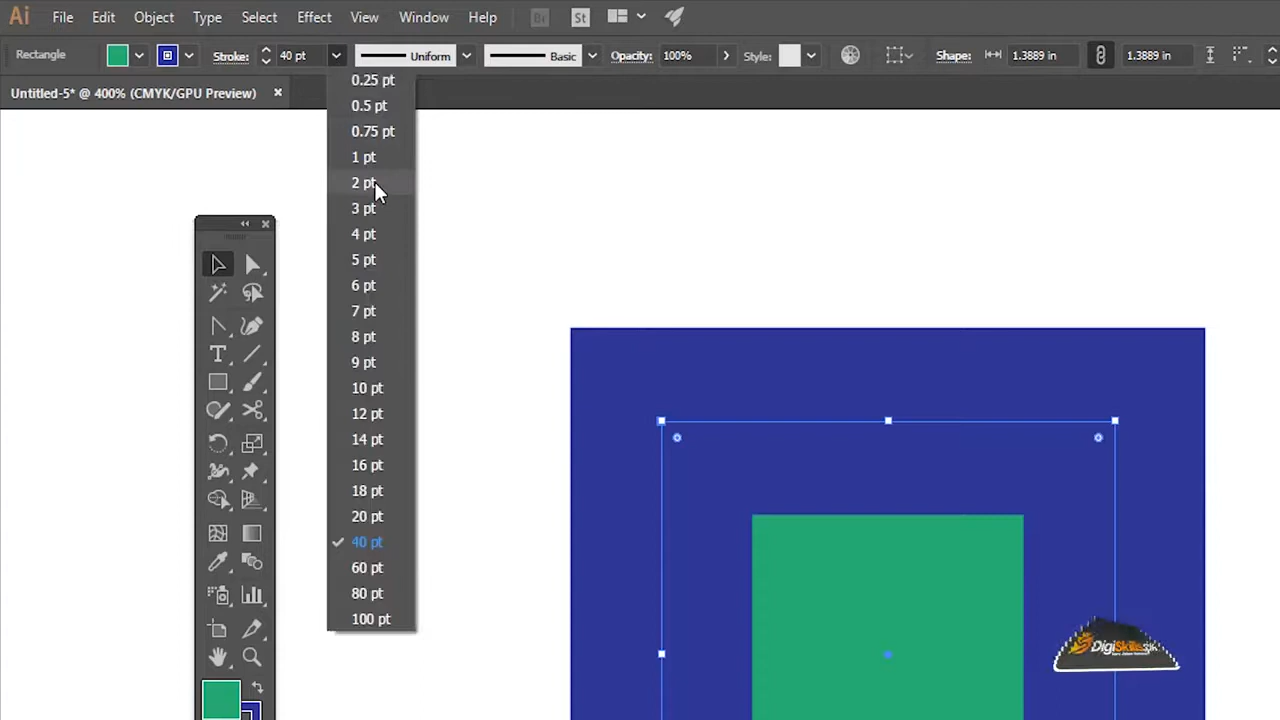 Ai File Edit Object Type Select Effect View Window Help Br St
Rectangle Stroke: 40 pt Uniform Basic Opacity: 100% Style: Shape: 1.3889 in 1.3889 in
Untitled-5* @ 400% (CMYK/GPU Preview) ×
0.25 pt
0.5 pt
0.75 pt
1 pt
2 pt
3 pt
4 pt
5 pt
6 pt
7 pt
8 pt
9 pt
10 pt
12 pt
14 pt
16 pt
18 pt
20 pt
40 pt
60 pt
80 pt
100 pt
DigiSkills.pk